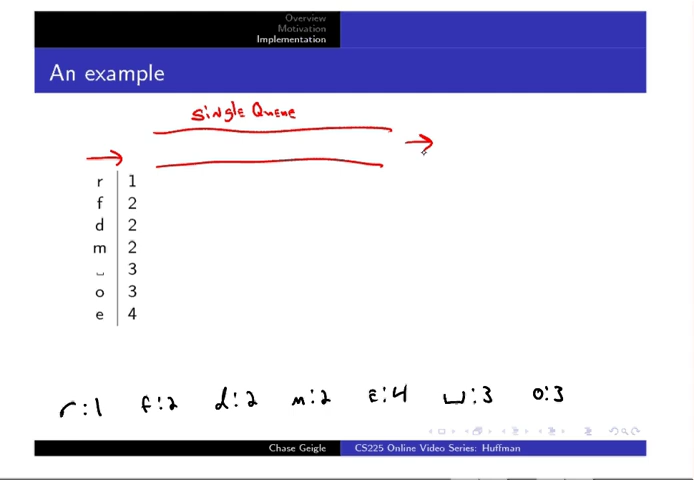 Overview
Motivation
Implementation
An example
Single Queue
r 1
f 2
d 2
m 2
␣ 3
o 3
e 4
r:1 f:2 d:2 m:2 e:4 ␣:3 o:3
Chase Geigle CS225 Online Video Series: Huffman